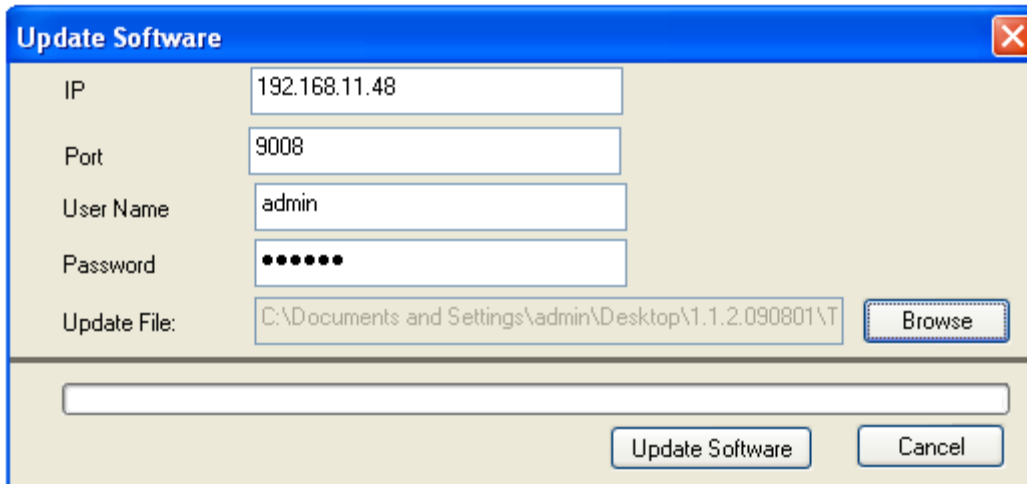 Update Software
IP 192.168.11.48
Port 9008
User Name admin
Password ●●●●●●
Update File: C:\Documents and Settings\admin\Desktop\1.1.2.090801\T Browse
Update Software Cancel